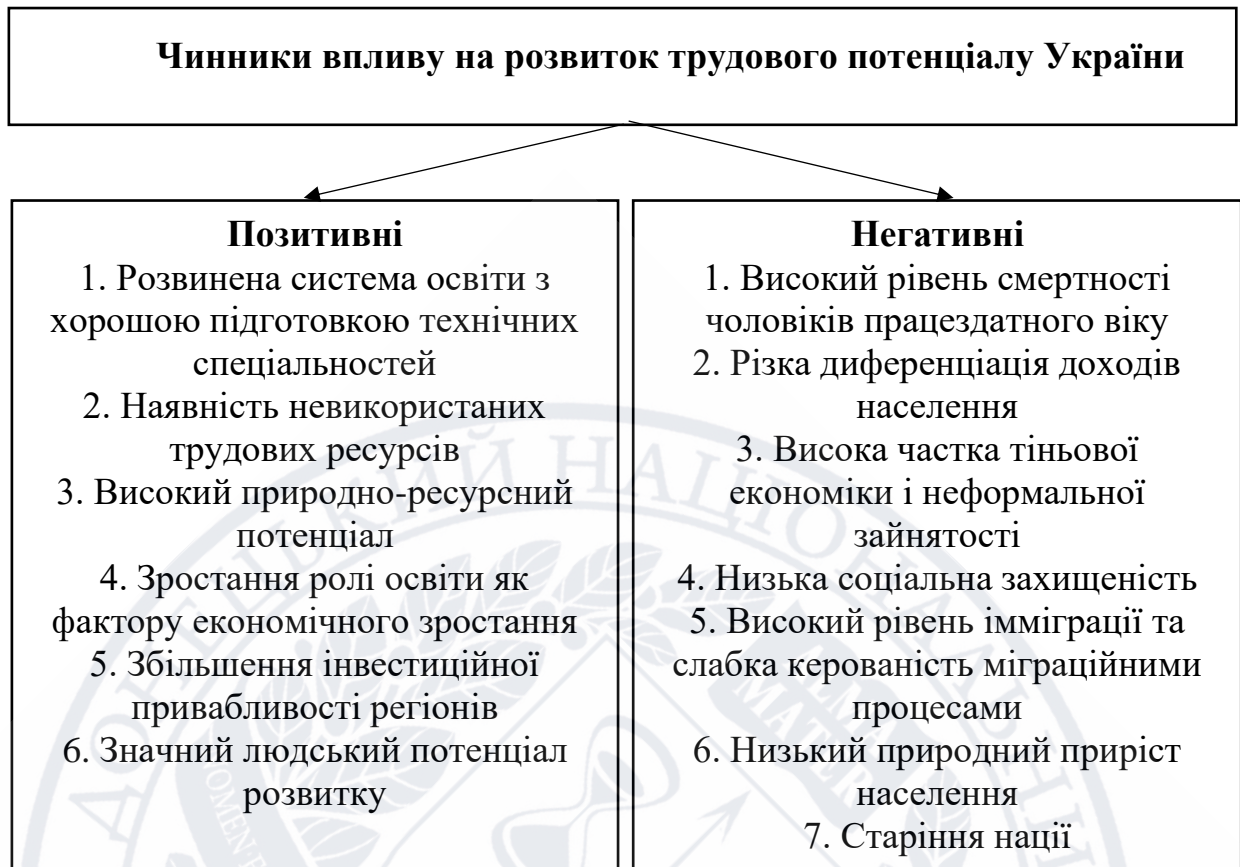 Чинники впливу на розвиток трудового потенціалу України
Позитивні
1. Розвинена система освіти з
хорошою підготовкою технічних
спеціальностей
2. Наявність невикористаних
трудових ресурсів
3. Високий природно-ресурсний
потенціал
4. Зростання ролі освіти як
фактору економічного зростання
5. Збільшення інвестиційної
привабливості регіонів
6. Значний людський потенціал
розвитку
Негативні
1. Високий рівень смертності
чоловіків працездатного віку
2. Різка диференціація доходів
населення
3. Висока частка тіньової
економіки і неформальної
зайнятості
4. Низька соціальна захищеність
5. Високий рівень імміграції та
слабка керованість міграційними
процесами
6. Низький природний приріст
населення
7. Старіння нації